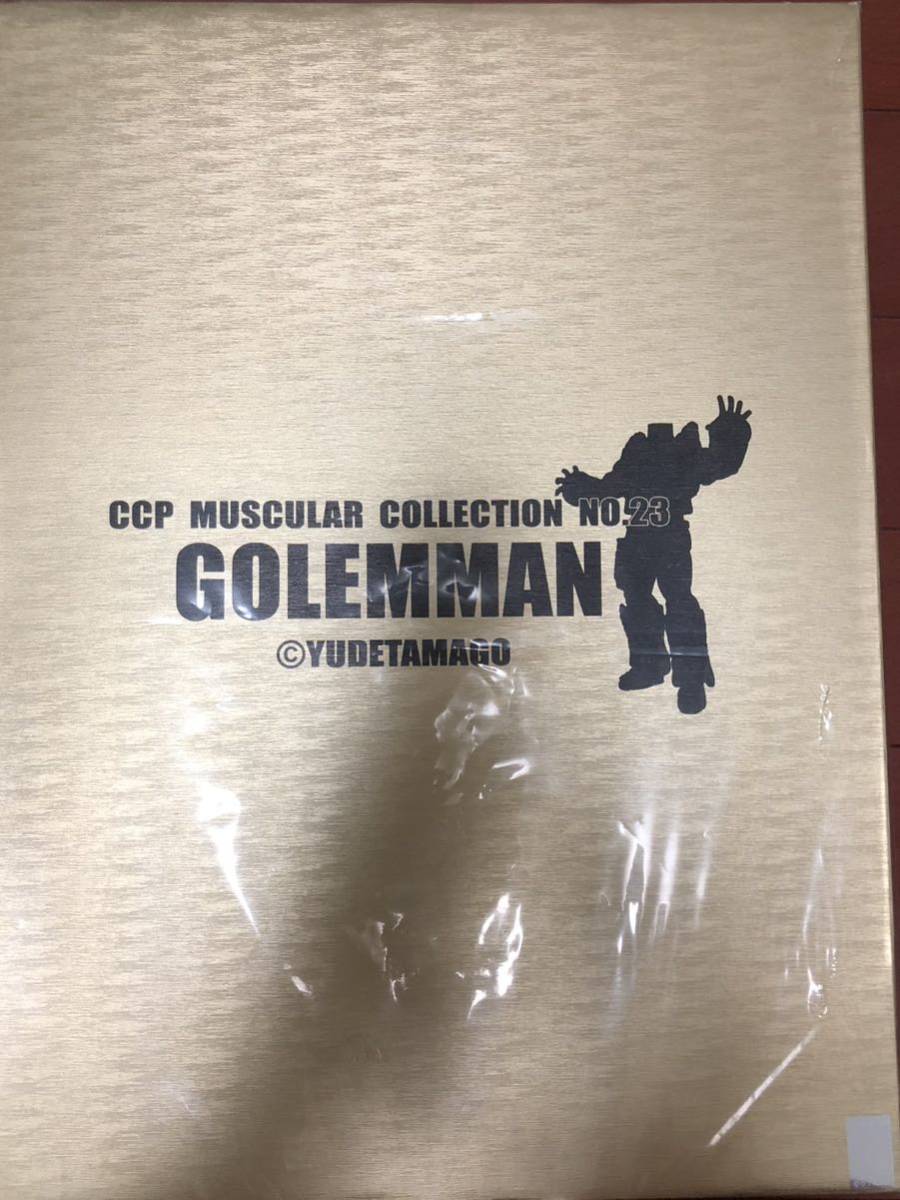 CCP MUSCULAR COLLECTION NO.23
GOLEMMAN
©YUDETAMAGO